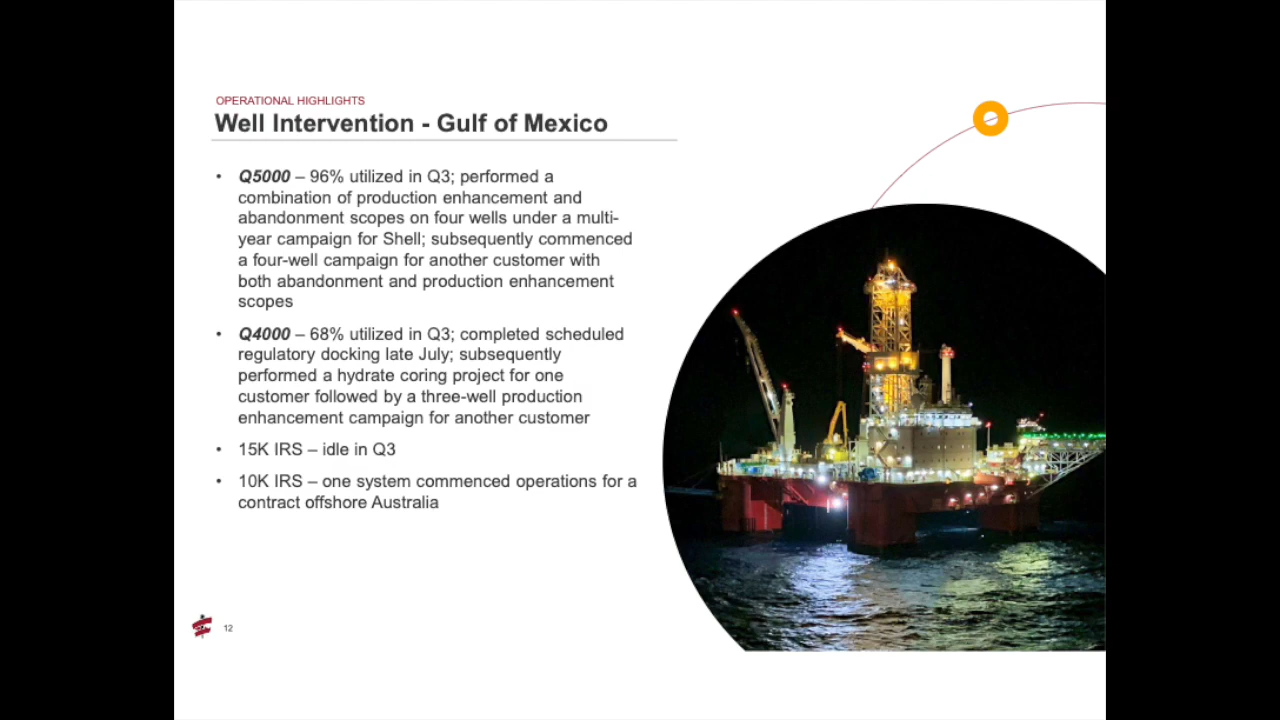 OPERATIONAL HIGHLIGHTS
Well Intervention - Gulf of Mexico
• Q5000 – 96% utilized in Q3; performed a
combination of production enhancement and
abandonment scopes on four wells under a multi-
year campaign for Shell; subsequently commenced
a four-well campaign for another customer with
both abandonment and production enhancement
scopes
• Q4000 – 68% utilized in Q3; completed scheduled
regulatory docking late July; subsequently
performed a hydrate coring project for one
customer followed by a three-well production
enhancement campaign for another customer
• 15K IRS – idle in Q3
• 10K IRS – one system commenced operations for a
contract offshore Australia
12